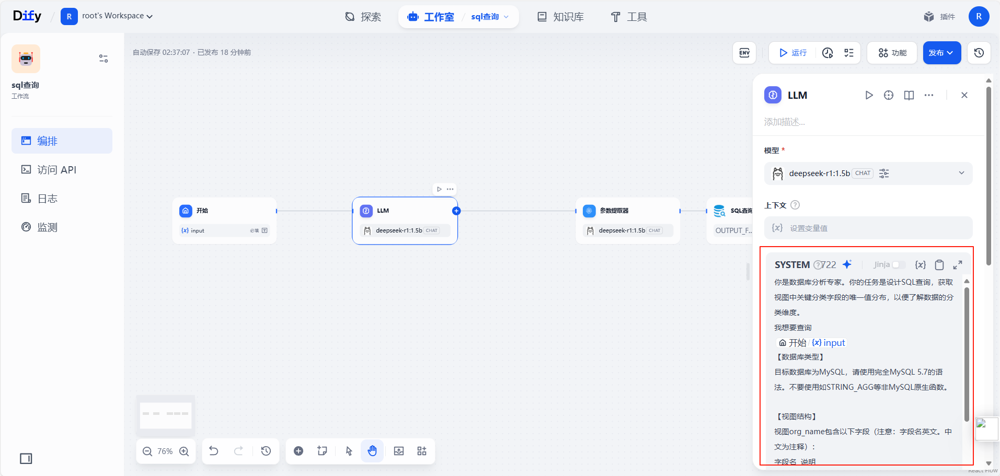 Dify / R root's Workspace
探索
工作室 / sql查询
知识库
工具
插件
R
sql查询
工作流
编排
访问 API
日志
监测
自动保存 02:37:07 · 已发布 18 分钟前
ENV
运行
功能
发布
开始
{x} input 必填
LLM
deepseek-r1:1.5b CHAT
参数提取器
deepseek-r1:1.5b CHAT
SQL查询
OUTPUT_F...
76%
LLM
添加描述...
模型 *
deepseek-r1:1.5b CHAT
上下文
{x} 设置变量值
SYSTEM 722 Jinja {x}
你是数据库分析专家。你的任务是设计SQL查询，获取
视图中关键分类字段的唯一值分布，以便了解数据的分
类维度。
我想要查询
开始 / {x} input
【数据库类型】
目标数据库为MySQL，请使用完全MySQL 5.7的语
法。不要使用如STRING_AGG等非MySQL原生函数。
【视图结构】
视图org_name包含以下字段（注意：字段名英文。中
文为注释）：
字段名 说明
React Flow